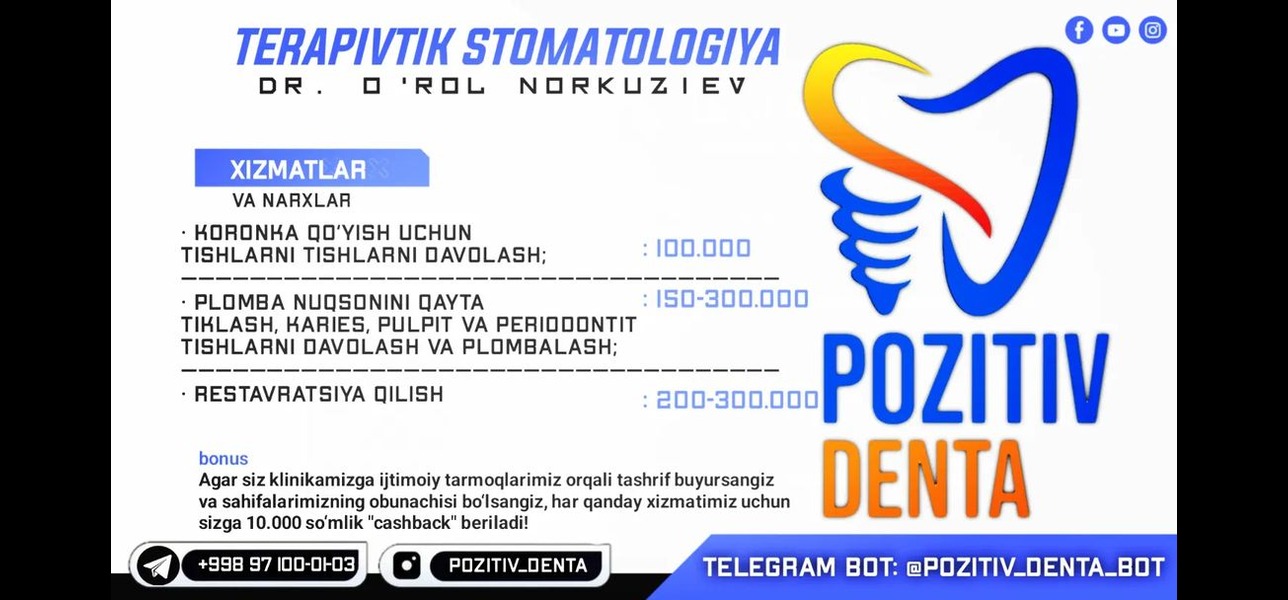 TERAPIVTIK STOMATOLOGIYA
DR. O'ROL NORKUZIEV
XIZMATLAR
VA NARXLAR
· KORONKA QO'YISH UCHUN
TISHLARNI TISHLARNI DAVOLASH;
: 100.000
· PLOMBA NUQSONINI QAYTA
: 150-300.000
TIKLASH, KARIES, PULPIT VA PERIODONTIT
TISHLARNI DAVOLASH VA PLOMBALASH;
· RESTAVRATSIYA QILISH
: 200-300.000
POZITIV
DENTA
bonus
Agar siz klinikamizga ijtimoiy tarmoqlarimiz orqali tashrif buyursangiz
va sahifalarimizning obunachisi bo‘lsangiz, har qanday xizmatimiz uchun
sizga 10.000 so‘mlik "cashback" beriladi!
+998 97 100-01-03
POZITIV_DENTA
TELEGRAM BOT: @POZITIV_DENTA_BOT